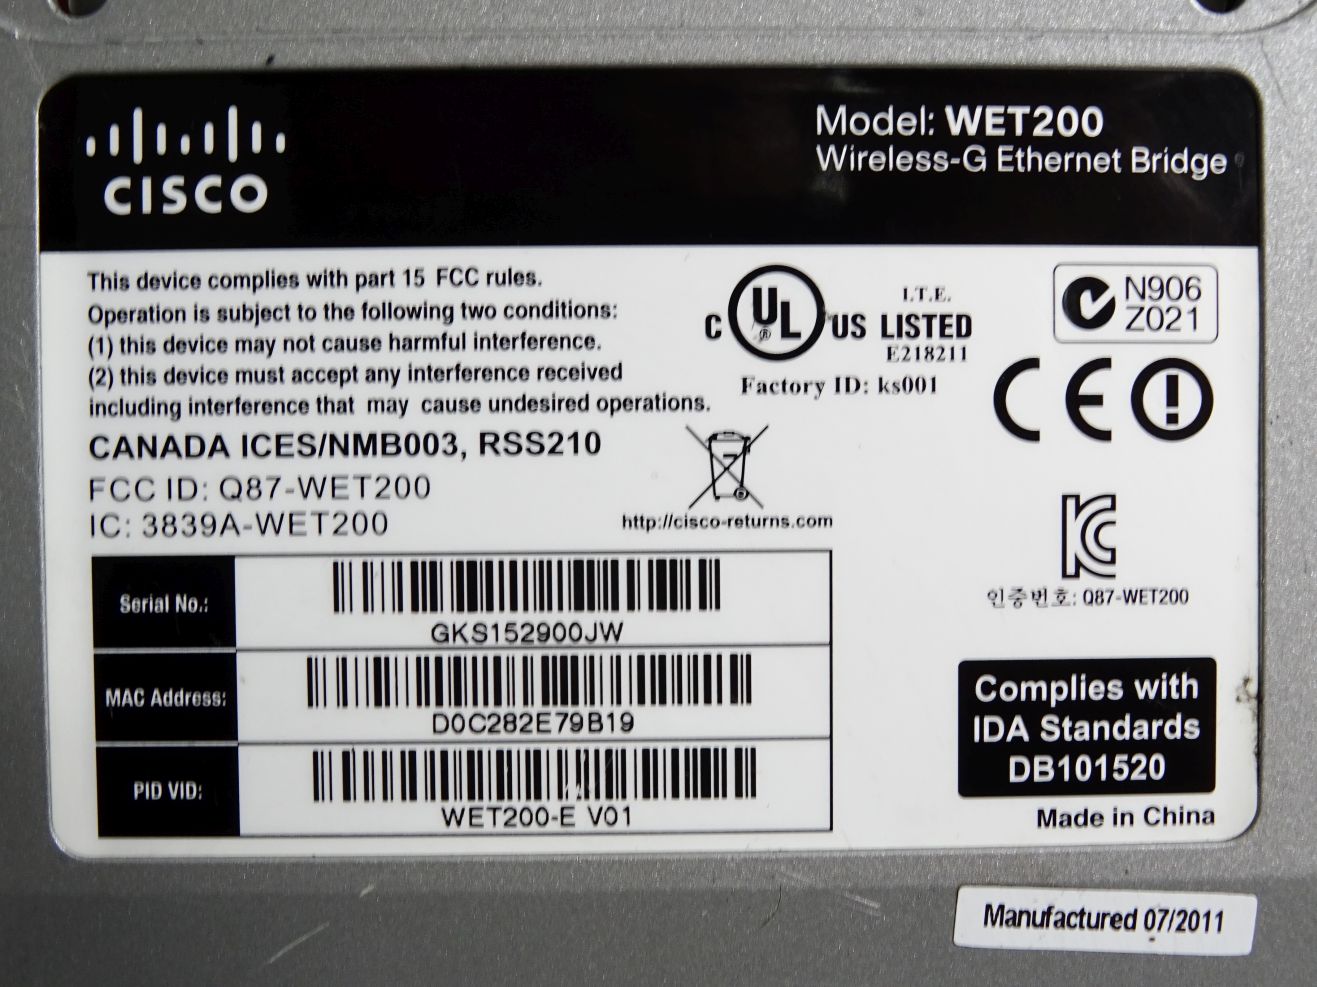 CISCO
Model: WET200
Wireless-G Ethernet Bridge
This device complies with part 15 FCC rules.
Operation is subject to the following two conditions:
(1) this device may not cause harmful interference.
(2) this device must accept any interference received
including interference that may cause undesired operations.
CANADA ICES/NMB003, RSS210
FCC ID: Q87-WET200
IC: 3839A-WET200
C UL ® US LISTED
I.T.E.
E218211
Factory ID: ks001
N906
Z021
CE
http://cisco-returns.com
인증번호: Q87-WET200
Serial No.:
GKS152900JW
MAC Address:
D0C282E79B19
PID VID:
WET200-E V01
Complies with
IDA Standards
DB101520
Made in China
Manufactured 07/2011